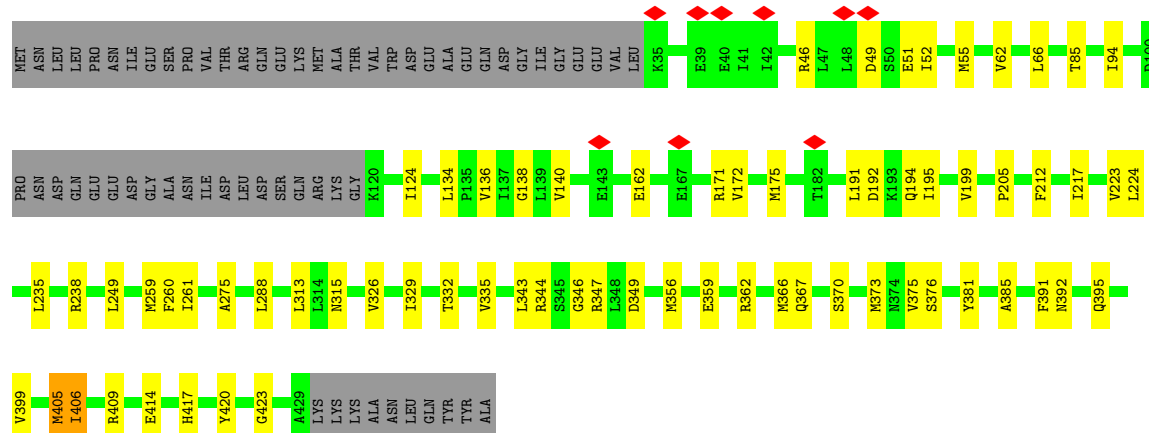 MET ASN LEU LEU PRO ASN ILE GLU SER PRO VAL THR ARG GLN GLU LYS MET ALA THR VAL TRP ASP GLU ALA GLU GLN ASP GLY ILE GLY GLU GLU VAL LEU K35 E39 E40 I41 I42 R46 L47 L48 D49 S50 E51 I52 M55 V62 L66 T85 I94 D100
PRO ASN ASP GLN GLU GLU ASP GLY ALA ASN ILE ASP LEU ASP SER GLN ARG LYS GLY K120 I124 L134 P135 V136 I137 G138 L139 V140 E143 E162 E167 R171 V172 M175 T182 L191 D192 K193 Q194 I195 V199 P205 F212 I217 V223 L224
L235 R238 L249 M259 F260 I261 A275 L288 L313 L314 N315 V326 I329 T332 V335 L343 R344 S345 G346 R347 L348 D349 M356 E359 R362 M366 Q367 S370 M373 N374 V375 S376 Y381 A385 F391 N392 Q395
V399 M405 I406 R409 E414 H417 Y420 G423 A429 LYS LYS LYS ALA ASN LEU GLN TYR TYR ALA